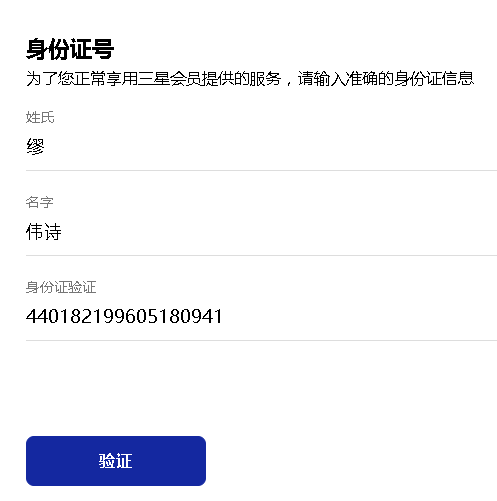 身份证号
为了您正常享用三星会员提供的服务，请输入准确的身份证信息
姓氏
缪
名字
伟诗
身份证验证
440182199605180941
验证